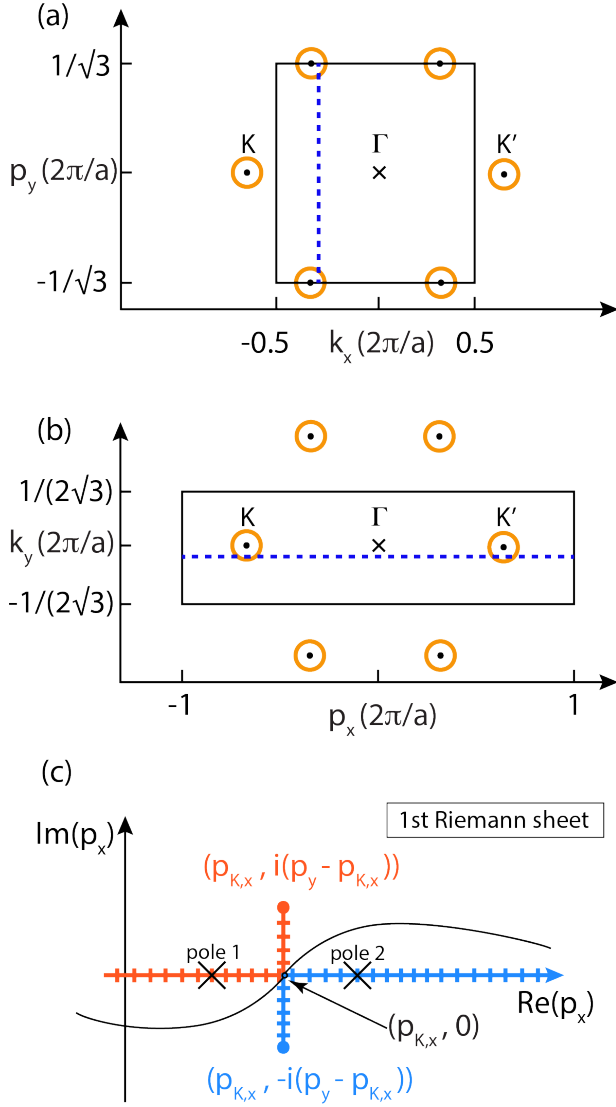 (a)
1/√3
K
Γ
K′
p_y (2π/a)
-1/√3
-0.5
k_x (2π/a)
0.5
(b)
1/(2√3)
K
Γ
K′
k_y (2π/a)
-1/(2√3)
-1
p_x (2π/a)
1
(c)
1st Riemann sheet
Im(p_x)
(p_K,x , i(p_y - p_K,x))
pole 1
pole 2
Re(p_x)
(p_K,x , 0)
(p_K,x , -i(p_y - p_K,x))